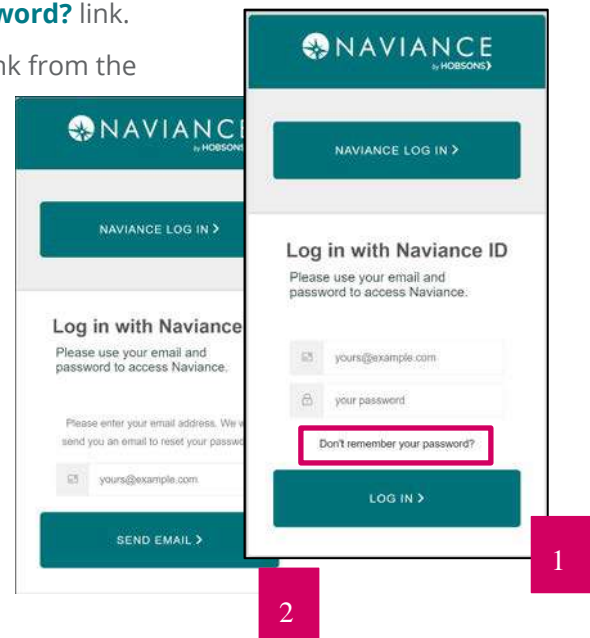 word? link.
nk from the
NAVIANCE
by HOBSONS
NAVIANCE LOG IN >
Log in with Naviance ID
Please use your email and
password to access Naviance.
yours@example.com
your password
Don't remember your password?
LOG IN >
1
NAVIANCE
by HOBSONS
NAVIANCE LOG IN >
Log in with Naviance
Please use your email and
password to access Naviance.
Please enter your email address. We w
send you an email to reset your passwo
yours@example.com
SEND EMAIL >
2